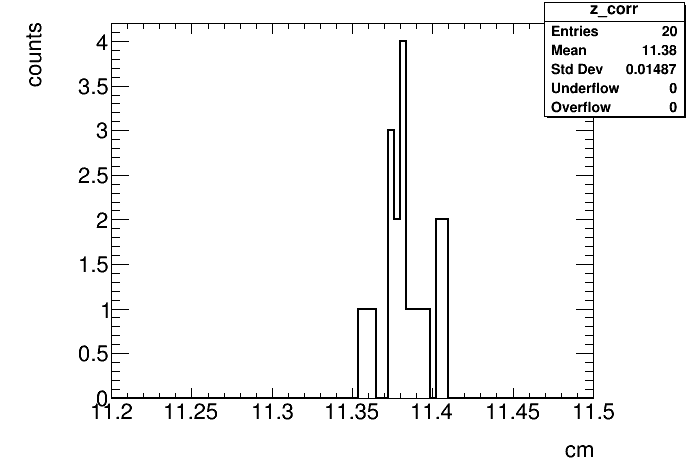 z_corr
Entries 20
Mean 11.38
Std Dev 0.01487
Underflow 0
Overflow 0
counts
4
3.5
3
2.5
2
1.5
1
0.5
0
11.2 11.25 11.3 11.35 11.4 11.45 11.5
cm